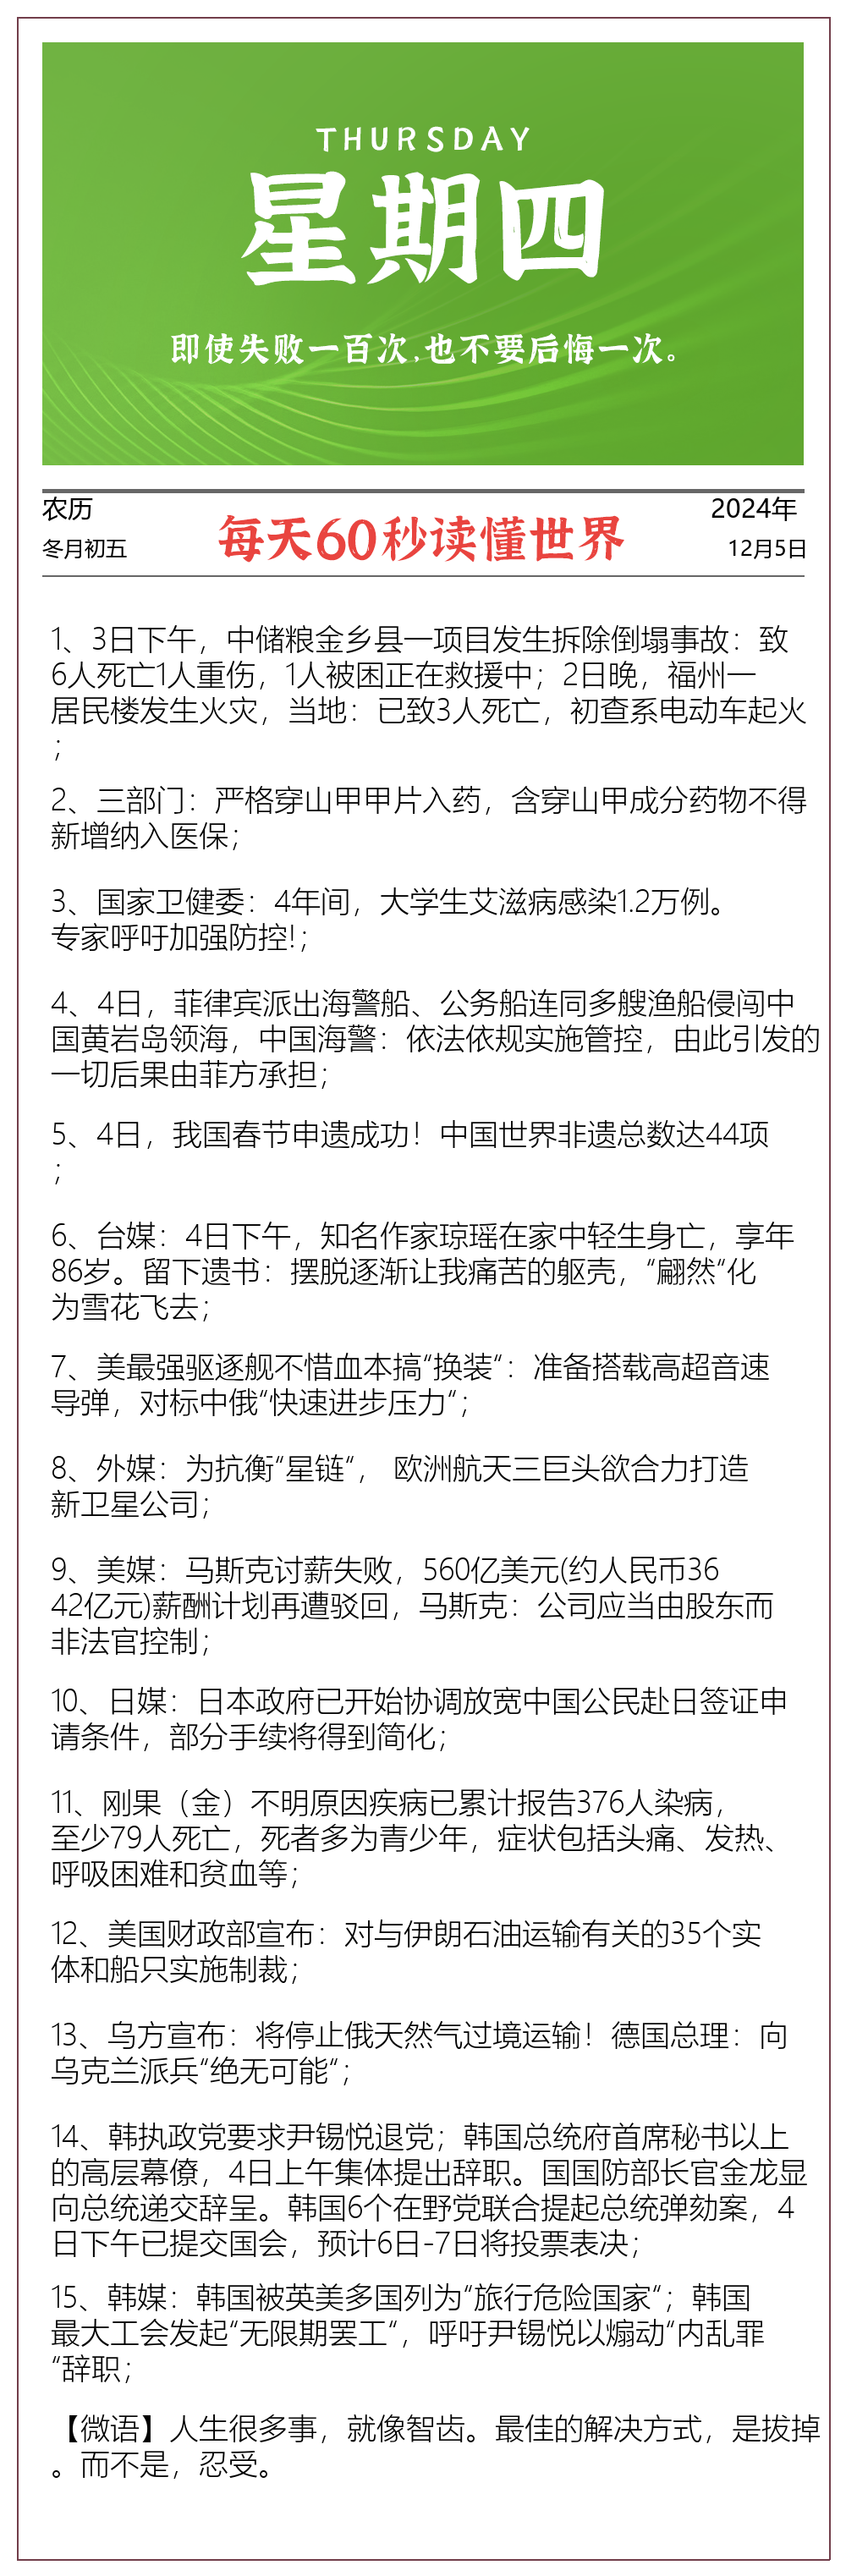 THURSDAY
星期四
即使失败一百次,也不要后悔一次。
农历
2024年
每天60秒读懂世界
冬月初五
12月5日
1、3日下午，中储粮金乡县一项目发生拆除倒塌事故：致
6人死亡1人重伤，1人被困正在救援中；2日晚，福州一
居民楼发生火灾，当地：已致3人死亡，初查系电动车起火
；
2、三部门：严格穿山甲甲片入药，含穿山甲成分药物不得
新增纳入医保；
3、国家卫健委：4年间，大学生艾滋病感染1.2万例。
专家呼吁加强防控!；
4、4日，菲律宾派出海警船、公务船连同多艘渔船侵闯中
国黄岩岛领海，中国海警：依法依规实施管控，由此引发的
一切后果由菲方承担；
5、4日，我国春节申遗成功！中国世界非遗总数达44项
；
6、台媒：4日下午，知名作家琼瑶在家中轻生身亡，享年
86岁。留下遗书：摆脱逐渐让我痛苦的躯壳，“翩然“化
为雪花飞去；
7、美最强驱逐舰不惜血本搞“换装“：准备搭载高超音速
导弹，对标中俄“快速进步压力“；
8、外媒：为抗衡“星链“， 欧洲航天三巨头欲合力打造
新卫星公司；
9、美媒：马斯克讨薪失败，560亿美元(约人民币36
42亿元)薪酬计划再遭驳回，马斯克：公司应当由股东而
非法官控制；
10、日媒：日本政府已开始协调放宽中国公民赴日签证申
请条件，部分手续将得到简化；
11、刚果（金）不明原因疾病已累计报告376人染病，
至少79人死亡，死者多为青少年，症状包括头痛、发热、
呼吸困难和贫血等；
12、美国财政部宣布：对与伊朗石油运输有关的35个实
体和船只实施制裁；
13、乌方宣布：将停止俄天然气过境运输！德国总理：向
乌克兰派兵“绝无可能“；
14、韩执政党要求尹锡悦退党；韩国总统府首席秘书以上
的高层幕僚，4日上午集体提出辞职。国国防部长官金龙显
向总统递交辞呈。韩国6个在野党联合提起总统弹劾案，4
日下午已提交国会，预计6日-7日将投票表决；
15、韩媒：韩国被英美多国列为“旅行危险国家“；韩国
最大工会发起“无限期罢工“，呼吁尹锡悦以煽动“内乱罪
“辞职；
【微语】人生很多事，就像智齿。最佳的解决方式，是拔掉
。而不是，忍受。